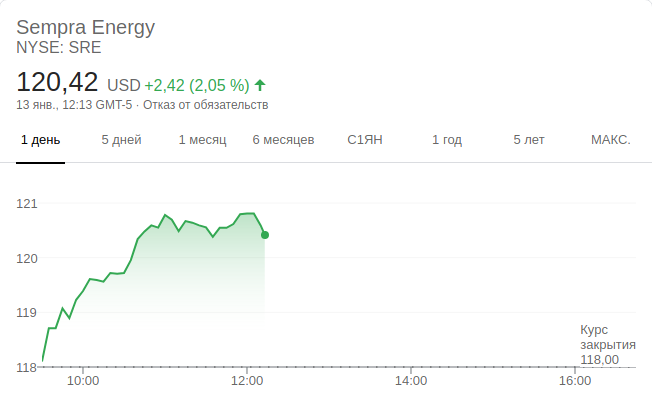 Sempra Energy
NYSE: SRE
120,42 USD +2,42 (2,05 %)
13 янв., 12:13 GMT-5 · Отказ от обязательств
1 день 5 дней 1 месяц 6 месяцев С1ЯН 1 год 5 лет МАКС.
121
120
119
118
Курс
закрытия
118,00
10:00 12:00 14:00 16:00